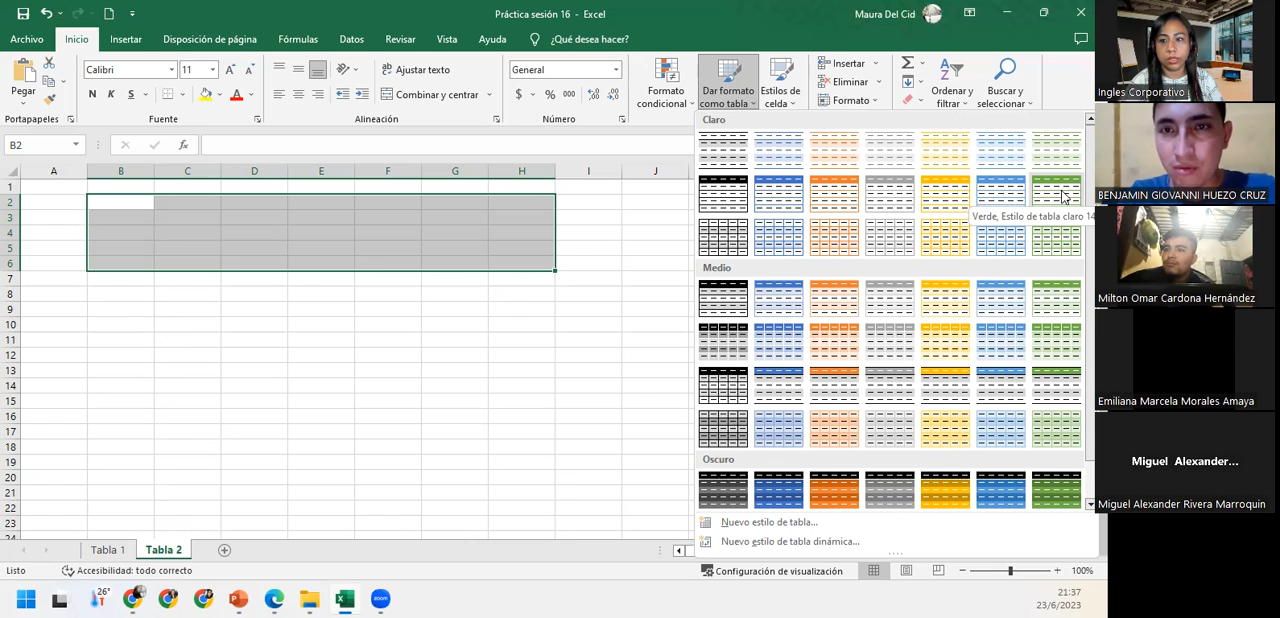 Práctica sesión 16 - Excel
Maura Del Cid
Archivo
Inicio
Insertar
Disposición de página
Fórmulas
Datos
Revisar
Vista
Ayuda
¿Qué desea hacer?
Pegar
Calibri
11
A A
N K S
A
Ajustar texto
Combinar y centrar
General
$ % 000
Formato
condicional
Dar formato
como tabla
Estilos de
celda
Insertar
Eliminar
Formato
Ordenar y
filtrar
Buscar y
seleccionar
Portapapeles
Fuente
Alineación
Número
B2
fx
Claro
Verde, Estilo de tabla claro 14
Medio
Oscuro
Nuevo estilo de tabla...
Nuevo estilo de tabla dinámica...
A B C D E F G H I J
1
2
3
4
5
6
7
8
9
10
11
12
13
14
15
16
17
18
19
20
21
22
23
24
Tabla 1
Tabla 2
Listo
Accesibilidad: todo correcto
Configuración de visualización
100%
26°
zoom
21:37
23/6/2023
Ingles Corporativo
BENJAMIN GIOVANNI HUEZO CRUZ
Milton Omar Cardona Hernández
Emiliana Marcela Morales Amaya
Miguel Alexander...
Miguel Alexander Rivera Marroquin